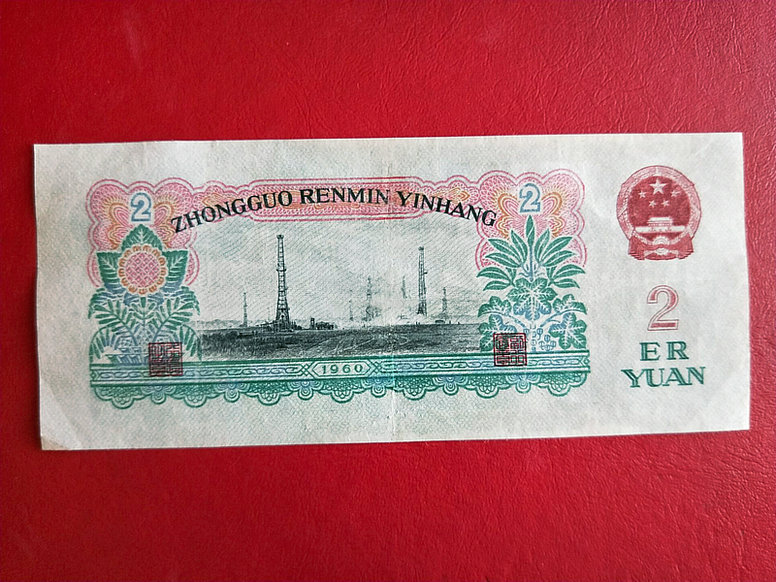 2
ZHONGGUO RENMIN YINHANG
2
1960
2
ER
YUAN